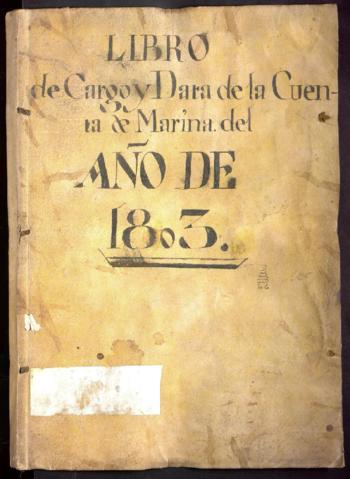 LIBRO
de Cargo y Data de la Cuen-
ta de Marina. del
AÑO DE
1803.